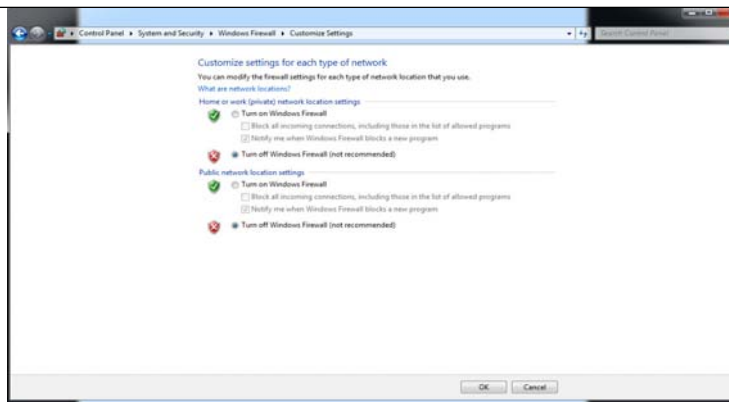 Control Panel ▸ System and Security ▸ Windows Firewall ▸ Customize Settings
Search Control Panel
Customize settings for each type of network
You can modify the firewall settings for each type of network location that you use.
What are network locations?
Home or work (private) network location settings
Turn on Windows Firewall
Block all incoming connections, including those in the list of allowed programs
Notify me when Windows Firewall blocks a new program
Turn off Windows Firewall (not recommended)
Public network location settings
Turn on Windows Firewall
Block all incoming connections, including those in the list of allowed programs
Notify me when Windows Firewall blocks a new program
Turn off Windows Firewall (not recommended)
OK Cancel